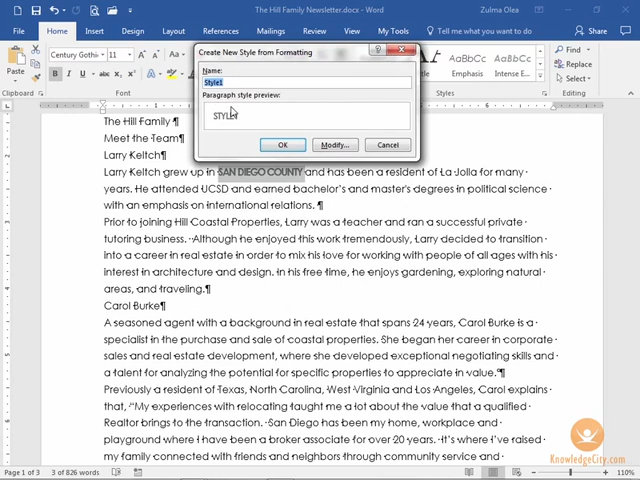 The Hill Family Newsletter.docx - Word
Zulma Olea
File Home Insert Design Layout References Mailings Review View Tell me... Share
Century Gothi 11
Find
Replace
Select
Paste
AaBbCc AaBbCc
Emphasis Intense E...
Clipboard
Styles
Editing
Create New Style from Formatting
Name:
Style1
Paragraph style preview:
STYLE1
OK Modify... Cancel
The Hill Family ¶
Meet the Team¶
Larry Keltch¶
Larry Keltch grew up in SAN DIEGO COUNTY and has been a resident of La Jolla for many
years. He attended UCSD and earned bachelor's and master's degrees in political science
with an emphasis on international relations. ¶
Prior to joining Hill Coastal Properties, Larry was a teacher and ran a successful private
tutoring business. Although he enjoyed this work tremendously, Larry decided to transition
into a career in real estate in order to mix his love for working with people of all ages with his
interest in architecture and design. In his free time, he enjoys gardening, exploring natural
areas, and traveling.¶
Carol Burke¶
A seasoned agent with a background in real estate that spans 24 years, Carol Burke is a
specialist in the purchase and sale of coastal properties. She began her career in corporate
sales and real estate development, where she developed exceptional negotiating skills and
a talent for analyzing the potential for specific properties to appreciate in value."¶
Previously a resident of Texas, North Carolina, West Virginia and Los Angeles, Carol explains
that, "My experiences with relocating taught me a lot about the value that a qualified
Realtor brings to the transaction. San Diego has been my home, workplace and
playground where I have been a broker associate for over 20 years. It's where I've raised
my family connected with friends and neighbors through community service and
KnowledgeCity.com
Page 1 of 3 3 of 826 words 110%